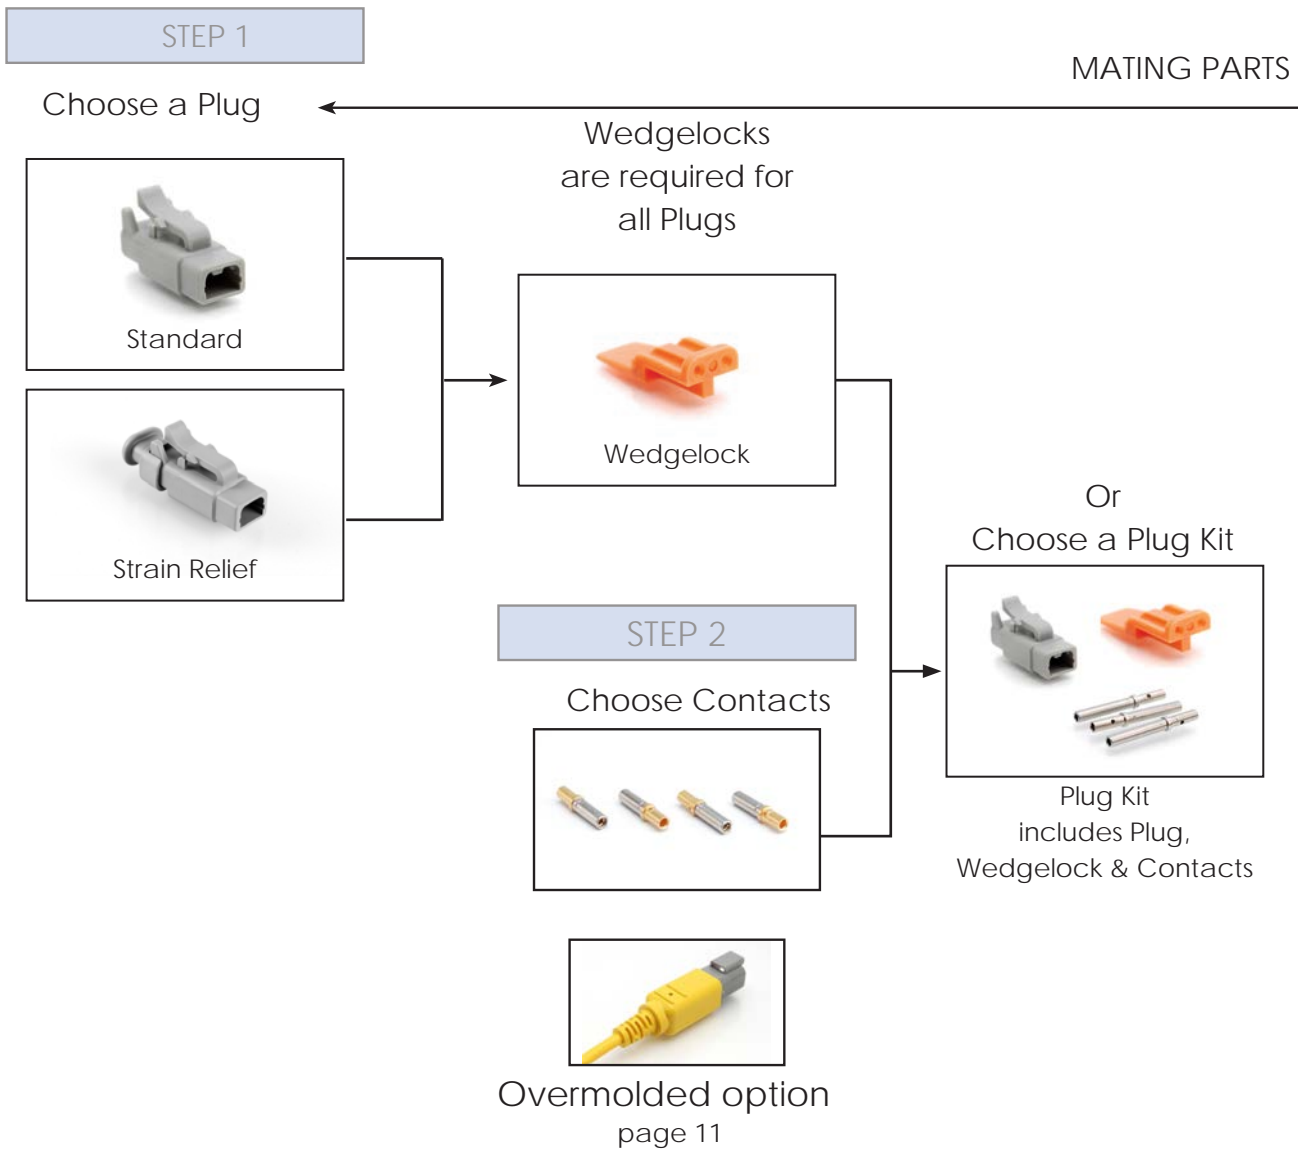 STEP 1
MATING PARTS
Choose a Plug
Wedgelocks
are required for
all Plugs
Standard
Wedgelock
Strain Relief
Or
Choose a Plug Kit
STEP 2
Choose Contacts
Plug Kit
includes Plug,
Wedgelock & Contacts
Overmolded option
page 11